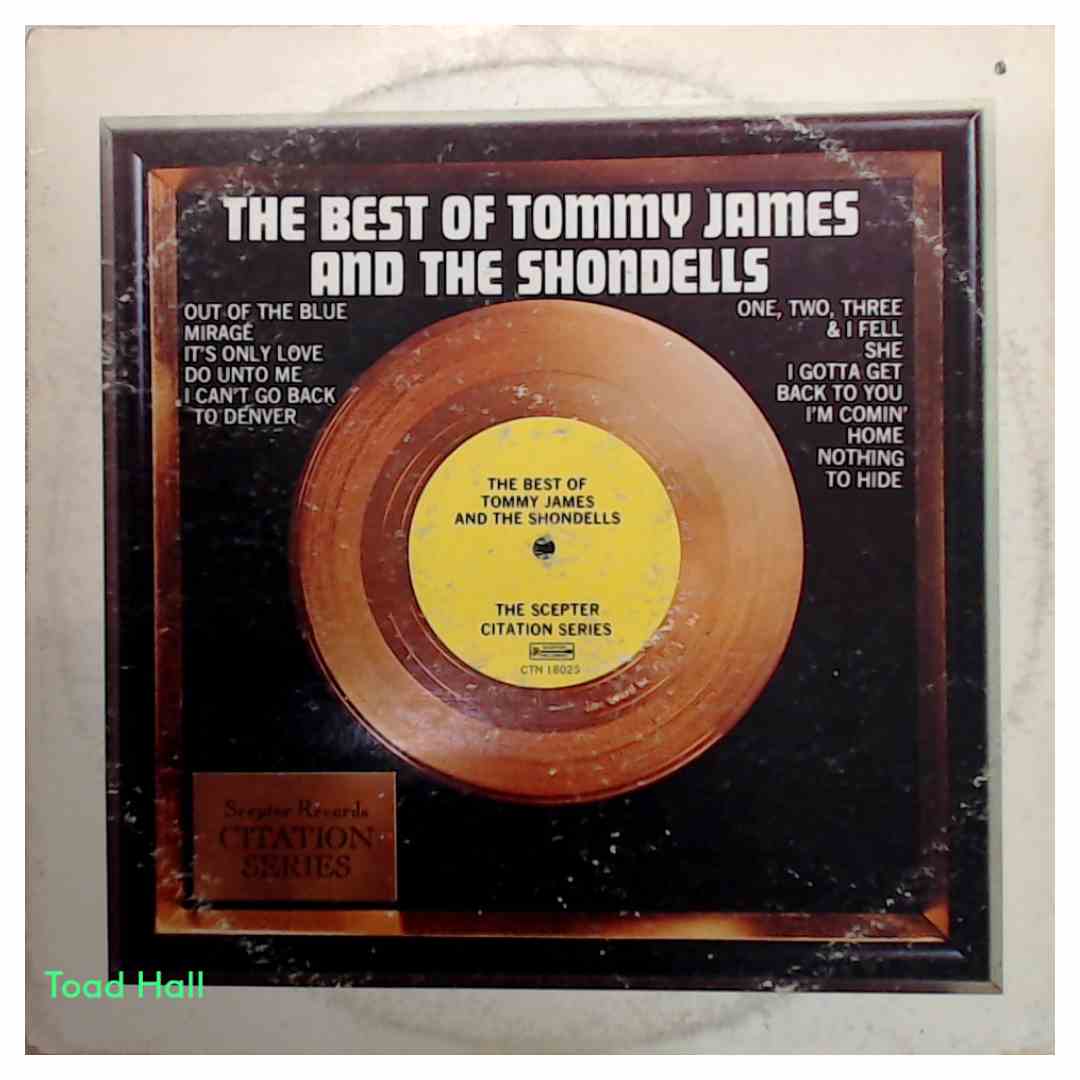 THE BEST OF TOMMY JAMES
AND THE SHONDELLS
OUT OF THE BLUE
MIRAGE
IT'S ONLY LOVE
DO UNTO ME
I CAN'T GO BACK
TO DENVER
ONE, TWO, THREE
& I FELL
SHE
I GOTTA GET
BACK TO YOU
I'M COMIN'
HOME
NOTHING
TO HIDE
THE BEST OF
TOMMY JAMES
AND THE SHONDELLS
THE SCEPTER
CITATION SERIES
CTN 18025
Scepter Records
CITATION
SERIES
Toad Hall